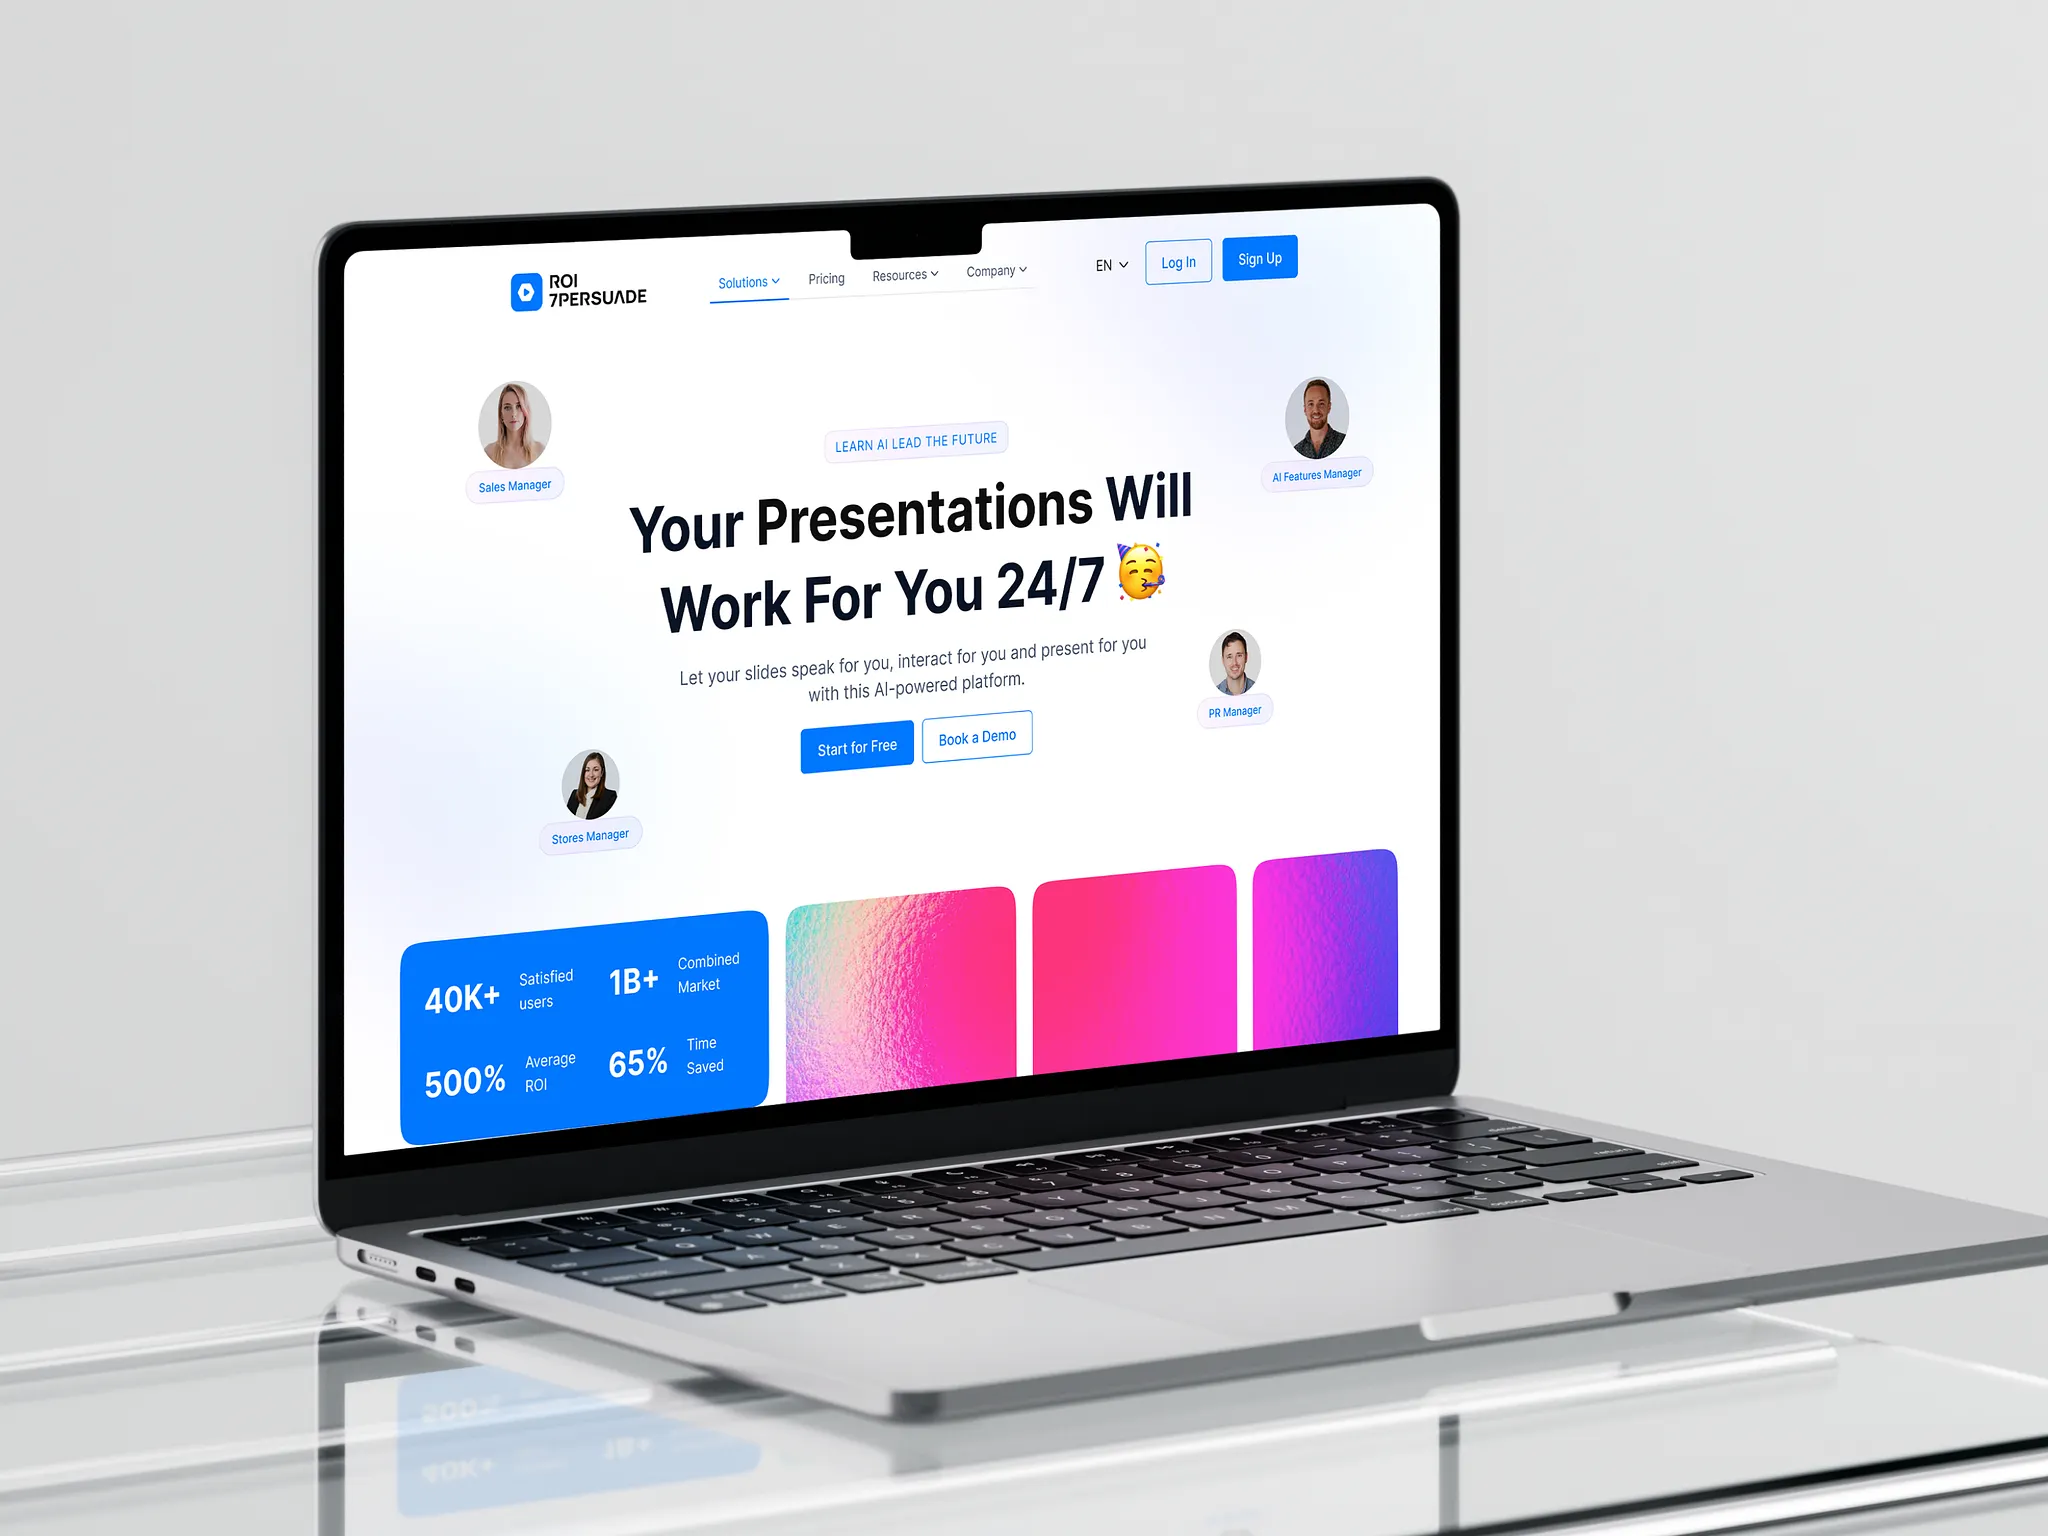 ROI
7PERSUADE
Solutions
Pricing
Resources
Company
EN
Log In
Sign Up
Sales Manager
AI Features Manager
LEARN AI LEAD THE FUTURE
Your Presentations Will
Work For You 24/7
Let your slides speak for you, interact for you and present for you
with this AI-powered platform.
Start for Free
Book a Demo
PR Manager
Stores Manager
40K+
Satisfied
users
1B+
Combined
Market
500%
Average
ROI
65%
Time
Saved